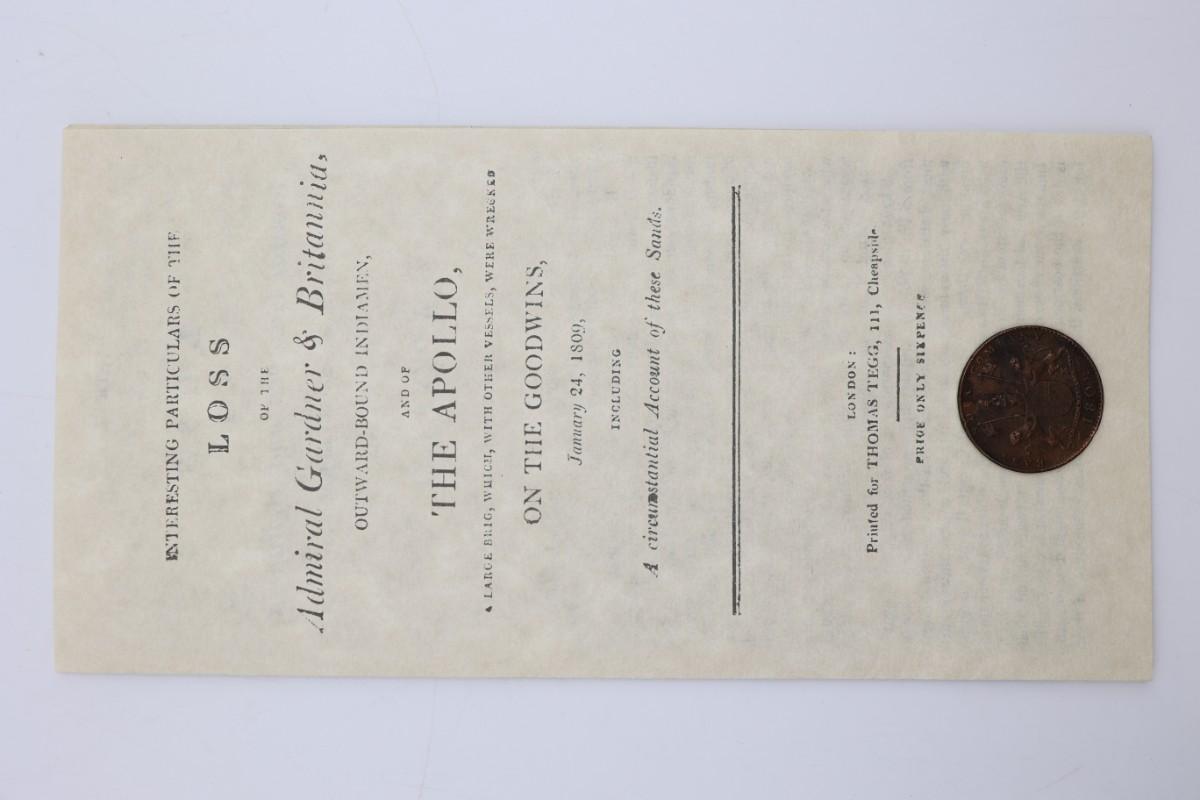 INTERESTING PARTICULARS OF THE
LOSS
OF THE
Admiral Gardner & Britannia,
OUTWARD-BOUND INDIAMEN,
AND OF
THE APOLLO,
A LARGE BRIG, WHICH, WITH OTHER VESSELS, WERE WRECKED
ON THE GOODWINS,
January 24, 1809,
INCLUDING
A circumstantial Account of these Sands.
LONDON:
Printed for THOMAS TEGG, 111, Cheapside
PRICE ONLY SIXPENCE